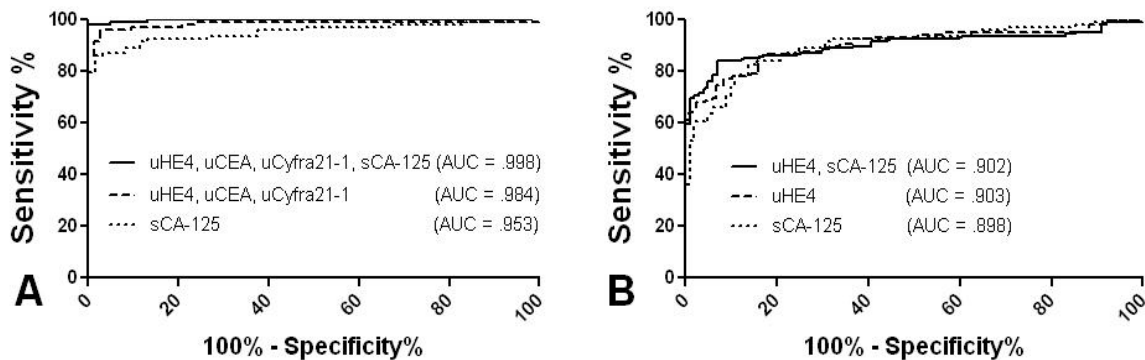 100
80
60
40
20
0
Sensitivity %
uHE4, uCEA, uCyfra21-1, sCA-125 (AUC = .998)
uHE4, uCEA, uCyfra21-1 (AUC = .984)
sCA-125 (AUC = .953)
0 20 40 60 80 100
A
100% - Specificity%
100
80
60
40
20
0
Sensitivity %
uHE4, sCA-125 (AUC = .902)
uHE4 (AUC = .903)
sCA-125 (AUC = .898)
0 20 40 60 80 100
B
100% - Specificity%